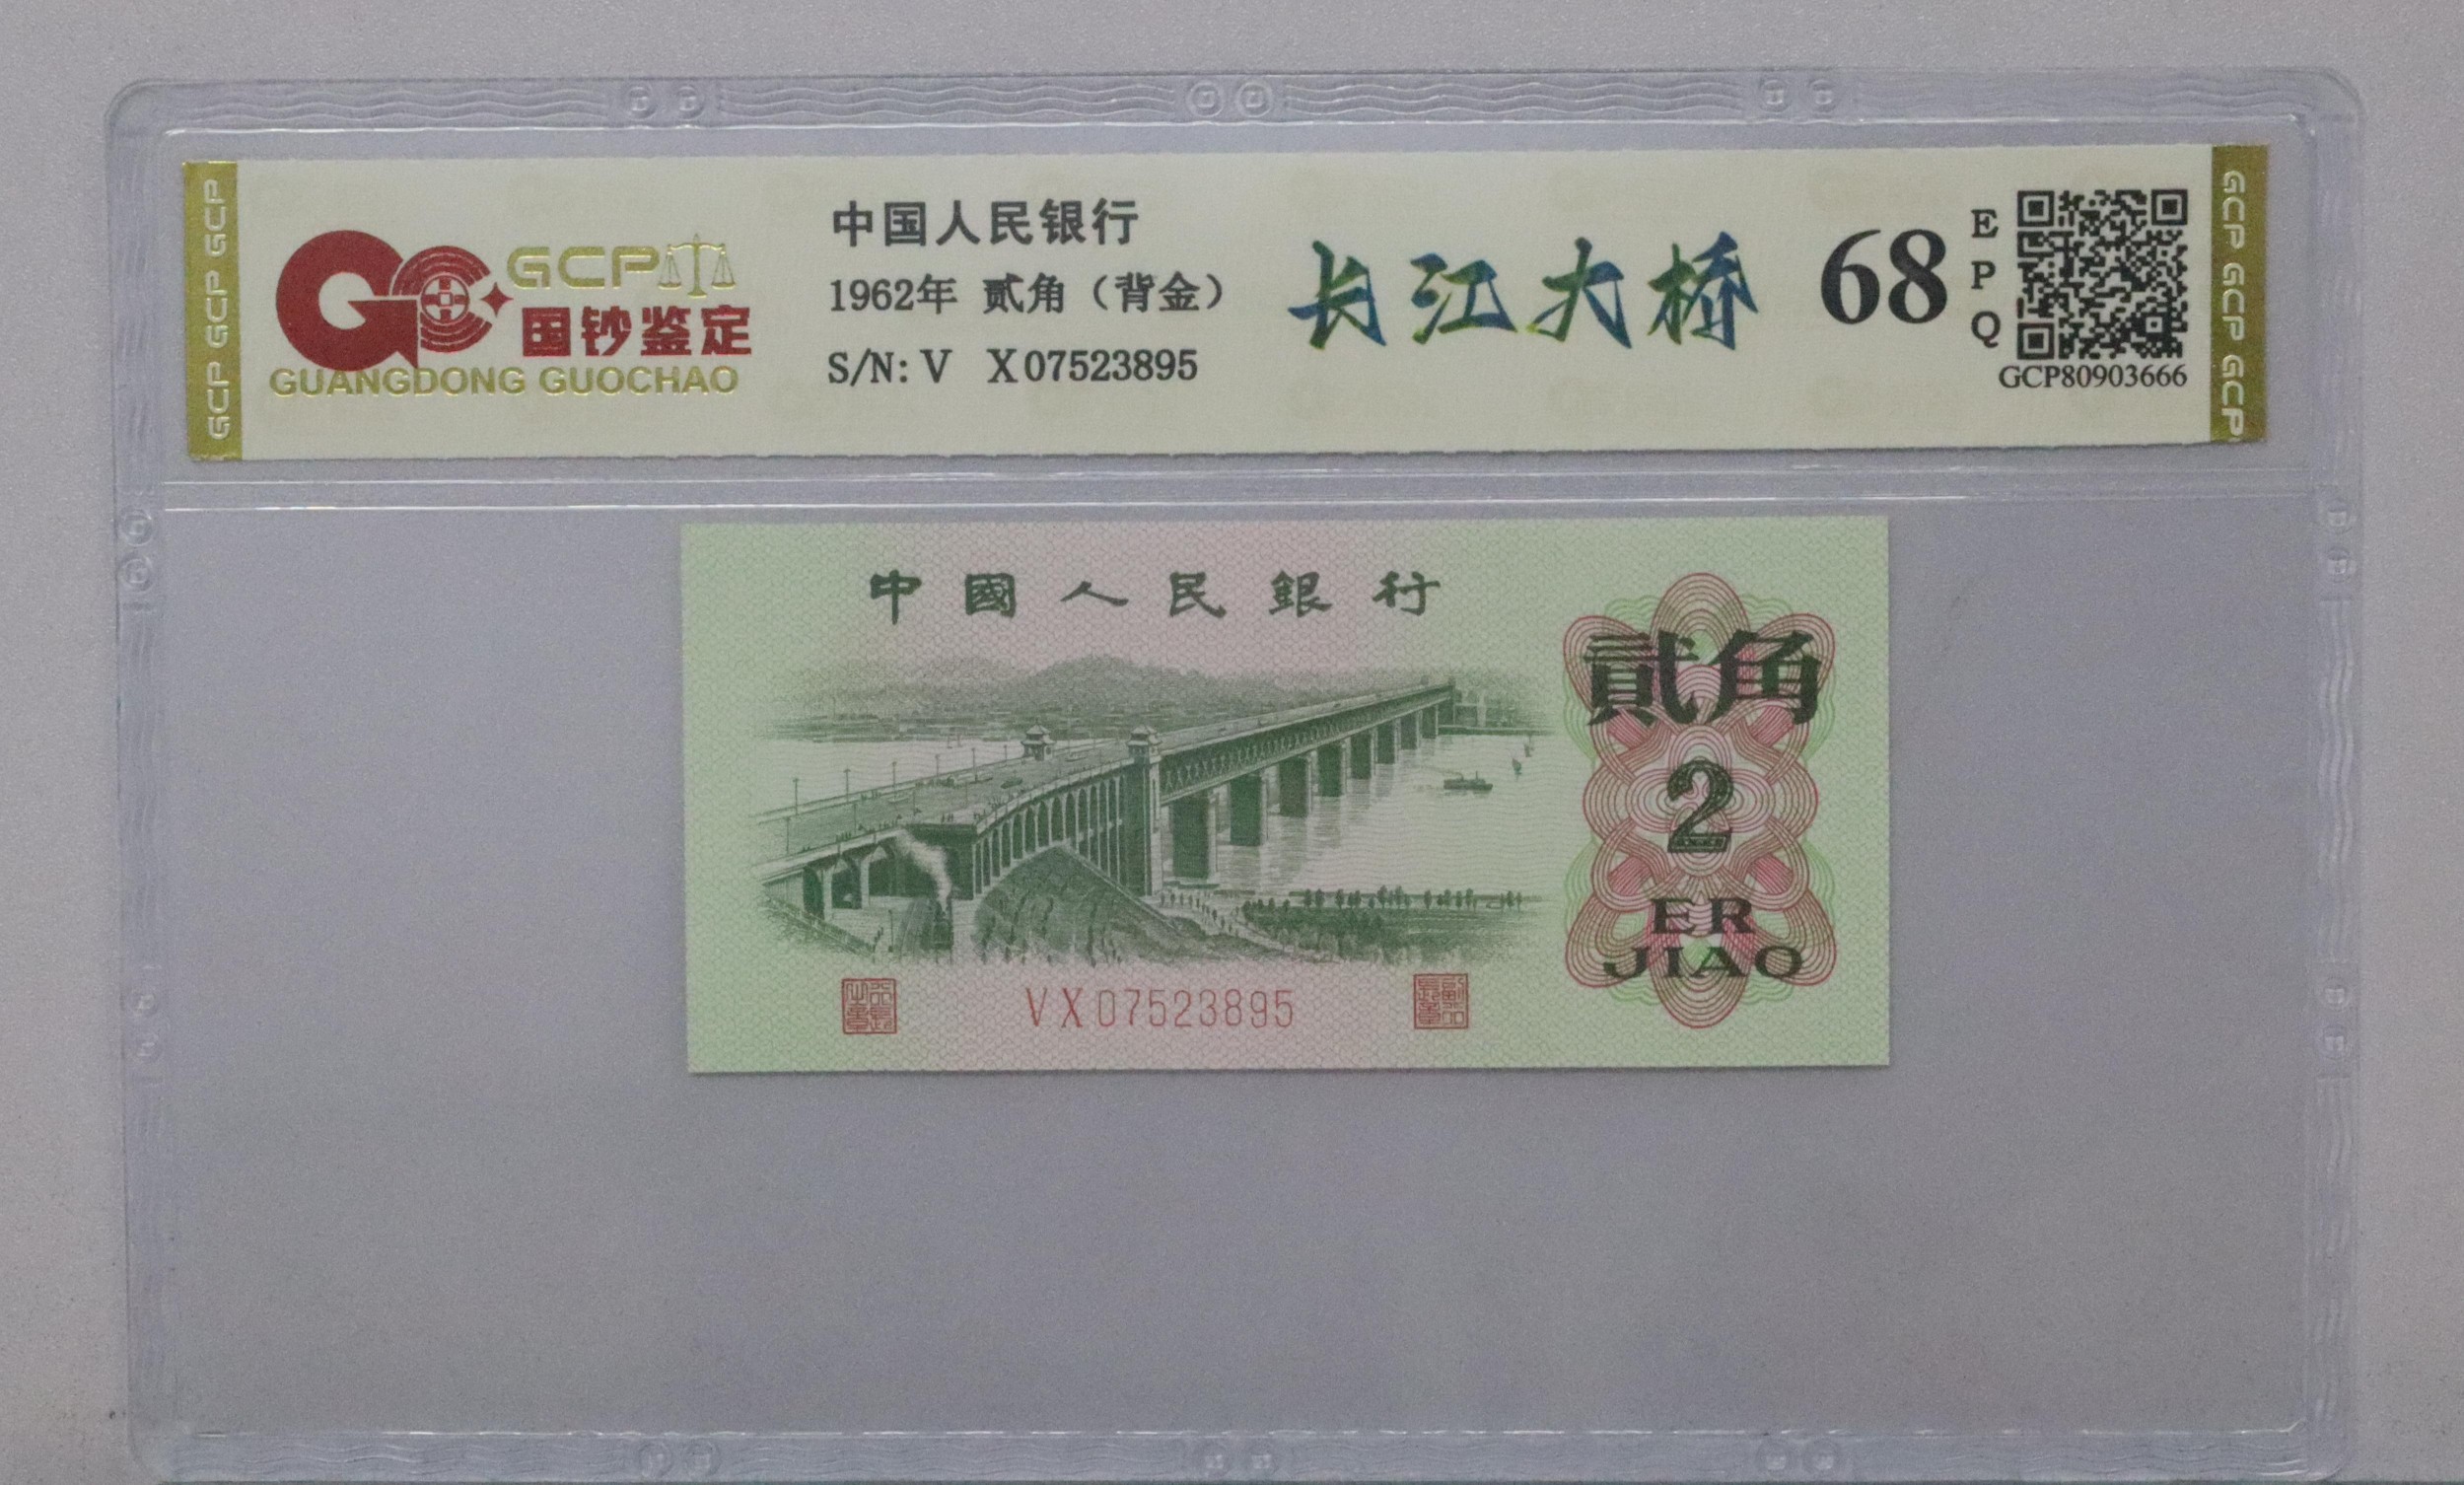 GCP GCP GCP
GCP
国钞鉴定
GUANGDONG GUOCHAO
中国人民银行
1962年 贰角（背金）
S/N: V X07523895
长江大桥
68
E
P
Q
GCP80903666
GCP GCP GCP
中國人民銀行
貳角
2
ER
JIAO
VX07523895